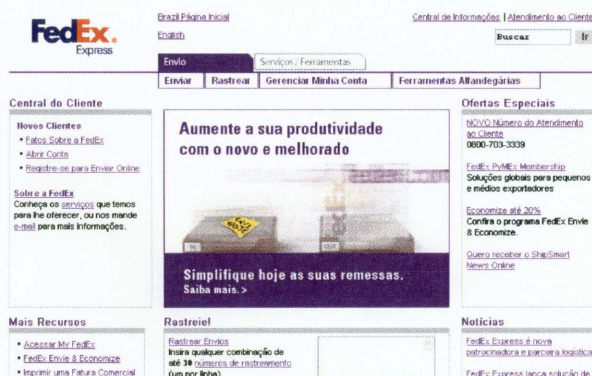 FedEx.
Express
Brazil Página Inicial
Central de Informações | Atendimento ao Cliente
English
Buscar
Ir
Envio
Serviços / Ferramentas
Enviar
Rastrear
Gerenciar Minha Conta
Ferramentas Alfandegárias
Central do Cliente
Novos Clientes
• Fatos Sobre a FedEx
• Abrir Conta
• Registre-se para Enviar Online
Sobre a FedEx
Conheça os serviços que temos
para lhe oferecer, ou nos mande
e-mail para mais informações.
Aumente a sua produtividade
com o novo e melhorado
FedEx
Simplifique hoje as suas remessas.
Saiba mais. >
Ofertas Especiais
NOVO Número do Atendimento
ao Cliente
0800-703-3339
FedEx PyMEx Membership
Soluções globais para pequenos
e médios exportadores
Economize até 20%
Confira o programa FedEx Envie
& Economize.
Quero receber o ShipSmart
News Online
Mais Recursos
• Acessar My FedEx
• FedEx Envie & Economize
• Imprimir uma Fatura Comercial
Rastreie!
Rastrear Envios
Insira qualquer combinação de
até 30 números de rastreamento
(um por linha)
Notícias
FedEx Express é nova
patrocinadora e parceira logística
FedEx Express lança solução de